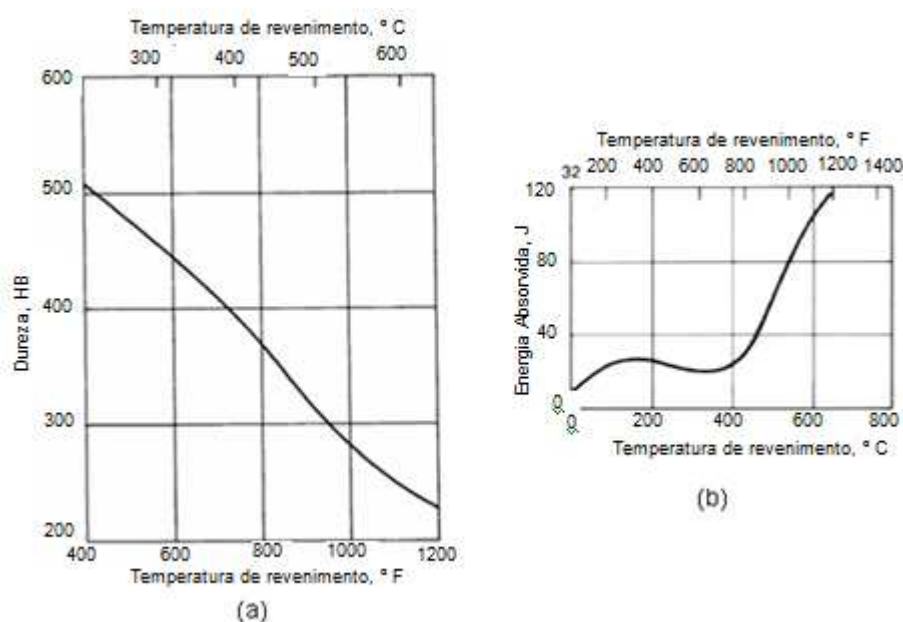 Temperatura de revenimento, ° C
300 400 500 600
600
500
400
300
200
Dureza, HB
400 600 800 1000 1200
Temperatura de revenimento, ° F
(a)
Temperatura de revenimento, ° F
32 200 400 600 800 1000 1200 1400
120
80
40
0
Energia Absorvida, J
0 200 400 600 800
Temperatura de revenimento, ° C
(b)